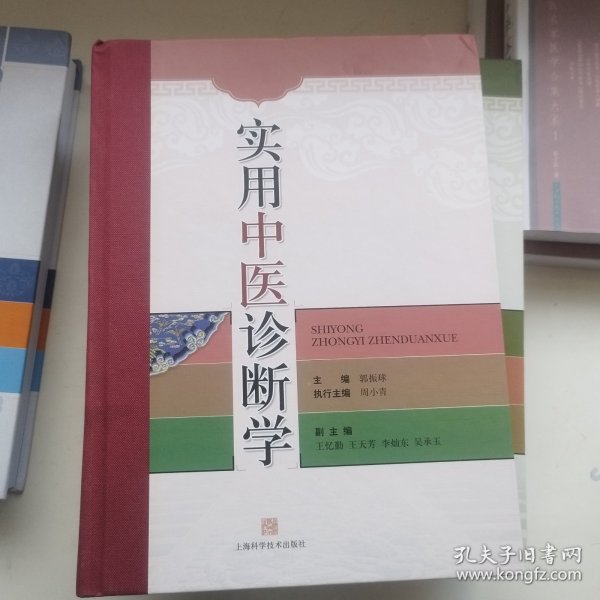 实用中医诊断学
SHIYONG
ZHONGYI ZHENDUANXUE
主 编 郭振球
执行主编 周小青
副 主 编
王忆勤 王天芳 李灿东 吴承玉
上海科学技术出版社
孔夫子旧书网
www.kongfz.com